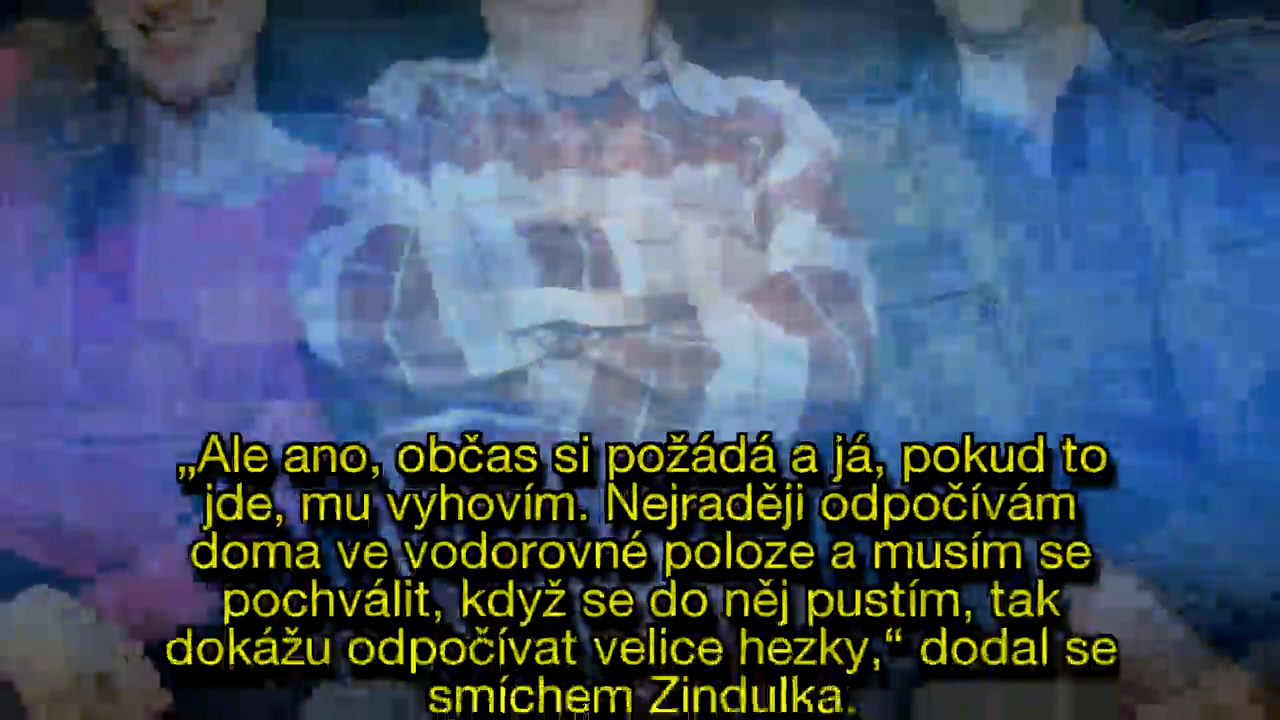 „Ale ano, občas si požádá a já, pokud to
jde, mu vyhovím. Nejraději odpočívám
doma ve vodorovné poloze a musím se
pochválit, když se do něj pustím, tak
dokážu odpočívat velice hezky,“ dodal se
smíchem Zindulka.